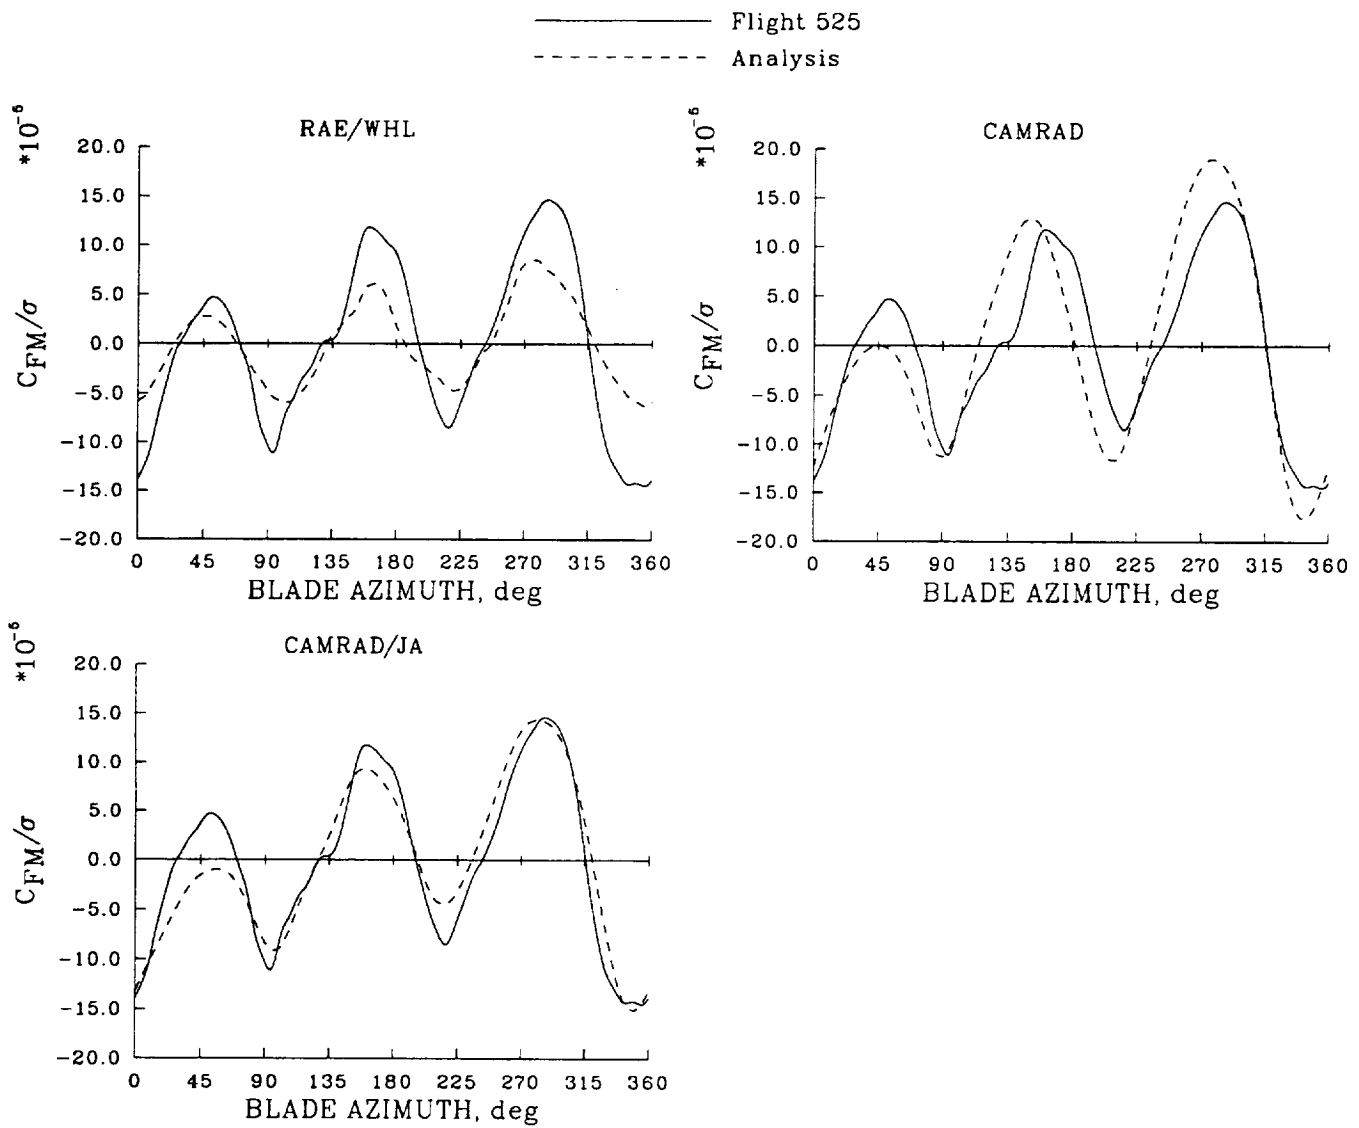 Flight 525
Analysis
RAE/WHL
*10⁻⁵
20.0
15.0
10.0
5.0
0.0
-5.0
-10.0
-15.0
-20.0
C_FM/σ
0 45 90 135 180 225 270 315 360
BLADE AZIMUTH, deg
CAMRAD
*10⁻⁵
20.0
15.0
10.0
5.0
0.0
-5.0
-10.0
-15.0
-20.0
C_FM/σ
0 45 90 135 180 225 270 315 360
BLADE AZIMUTH, deg
CAMRAD/JA
*10⁻⁵
20.0
15.0
10.0
5.0
0.0
-5.0
-10.0
-15.0
-20.0
C_FM/σ
0 45 90 135 180 225 270 315 360
BLADE AZIMUTH, deg